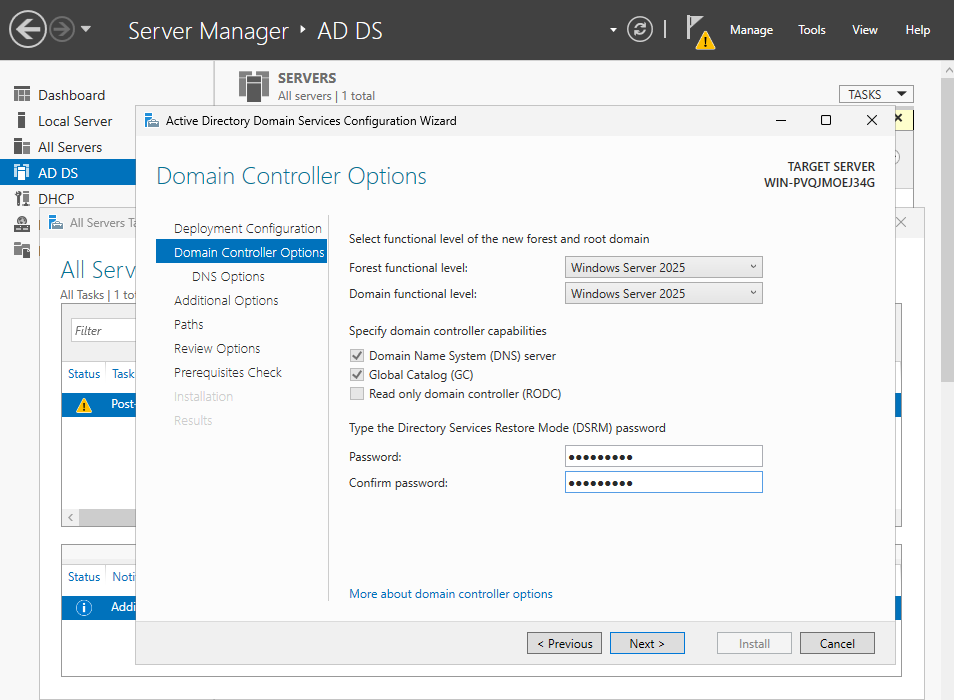 Server Manager ‣ AD DS
Manage Tools View Help
Dashboard
Local Server
All Servers
AD DS
DHCP
SERVERS
All servers | 1 total
TASKS
All Servers Ta
All Serv
All Tasks | 1 to
Filter
Status Task
Post-
Status Noti
Addi
Active Directory Domain Services Configuration Wizard
Domain Controller Options
TARGET SERVER
WIN-PVQJMOEJ34G
Deployment Configuration
Domain Controller Options
DNS Options
Additional Options
Paths
Review Options
Prerequisites Check
Installation
Results
Select functional level of the new forest and root domain
Forest functional level: Windows Server 2025
Domain functional level: Windows Server 2025
Specify domain controller capabilities
Domain Name System (DNS) server
Global Catalog (GC)
Read only domain controller (RODC)
Type the Directory Services Restore Mode (DSRM) password
Password: ●●●●●●●●●
Confirm password: ●●●●●●●●●
More about domain controller options
< Previous Next > Install Cancel